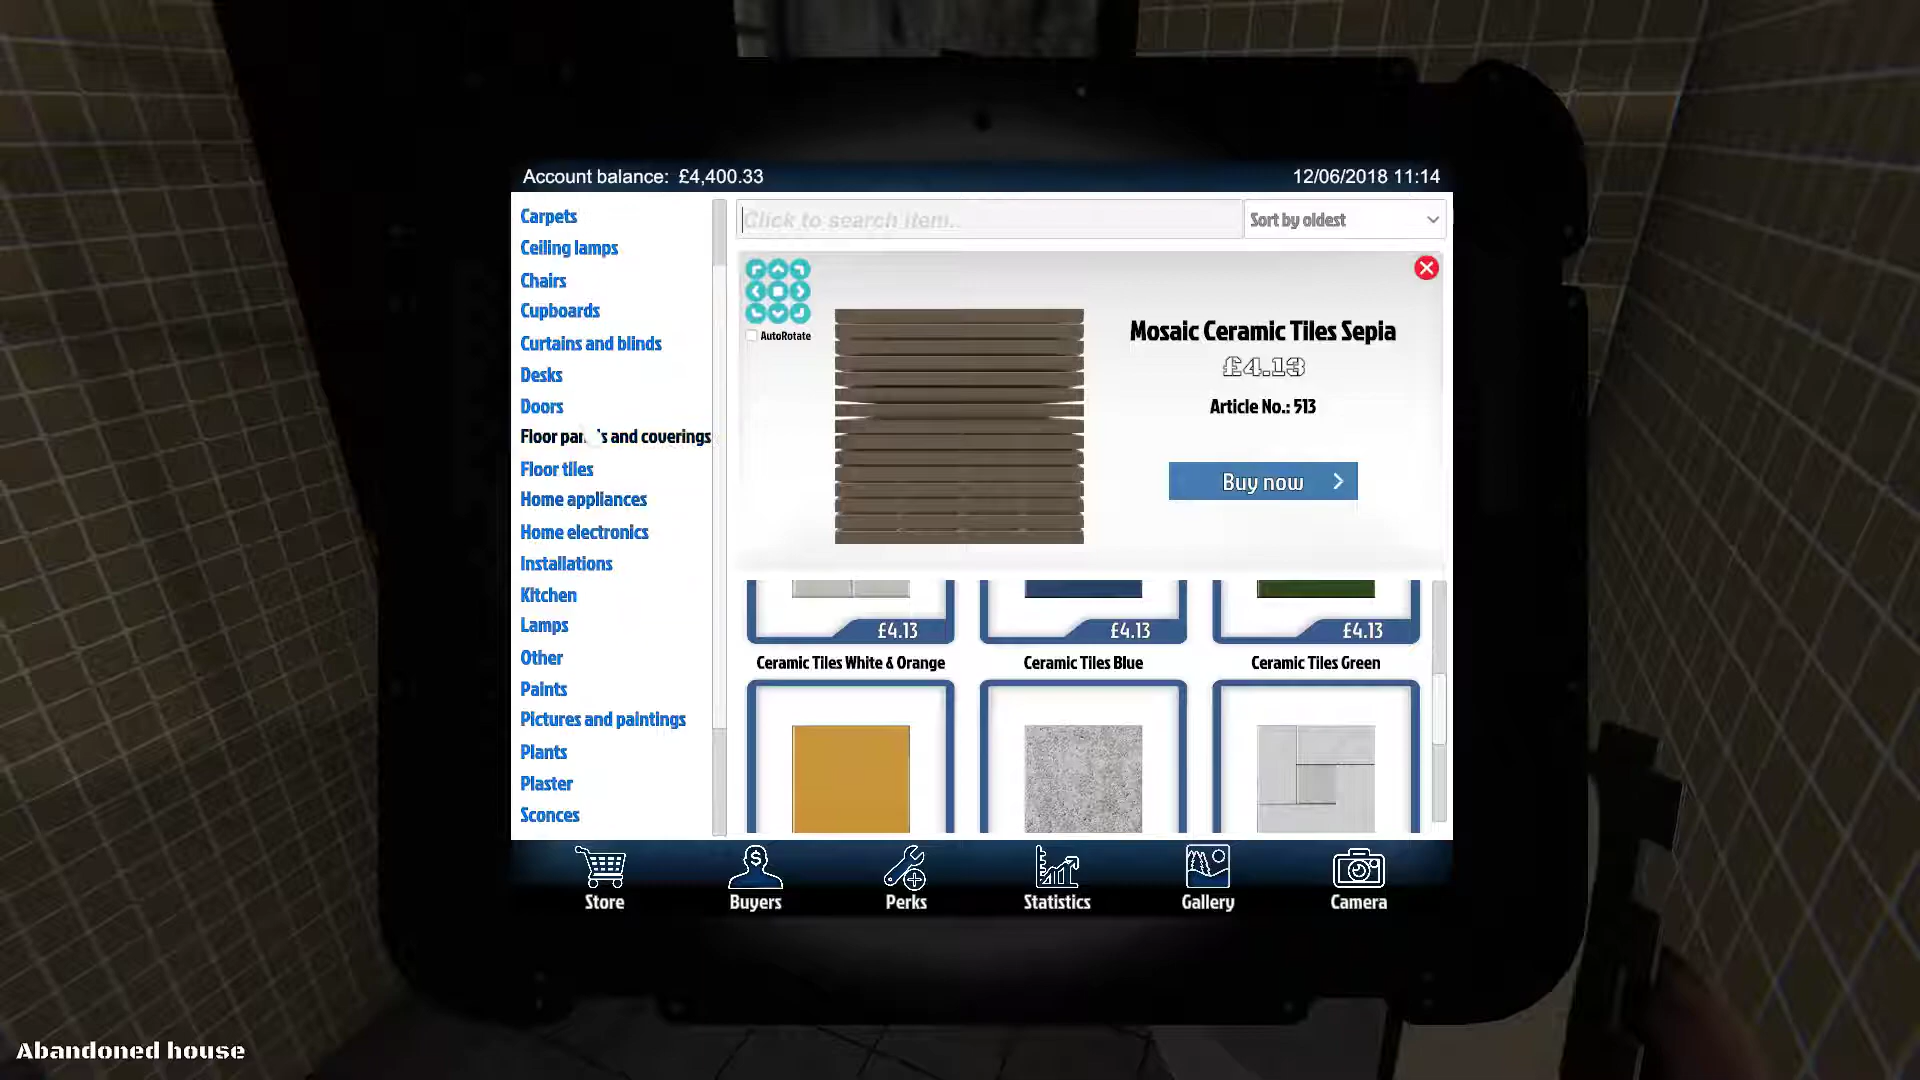 Account balance: £4,400.33
12/06/2018 11:14
Carpets
Ceiling lamps
Chairs
Cupboards
Curtains and blinds
Desks
Doors
Floor panels and coverings
Floor tiles
Home appliances
Home electronics
Installations
Kitchen
Lamps
Other
Paints
Pictures and paintings
Plants
Plaster
Sconces
Click to search item..
Sort by oldest
AutoRotate
Mosaic Ceramic Tiles Sepia
£4.13
Article No.: 513
Buy now
£4.13
£4.13
£4.13
Ceramic Tiles White & Orange
Ceramic Tiles Blue
Ceramic Tiles Green
Store
Buyers
Perks
Statistics
Gallery
Camera
Abandoned house